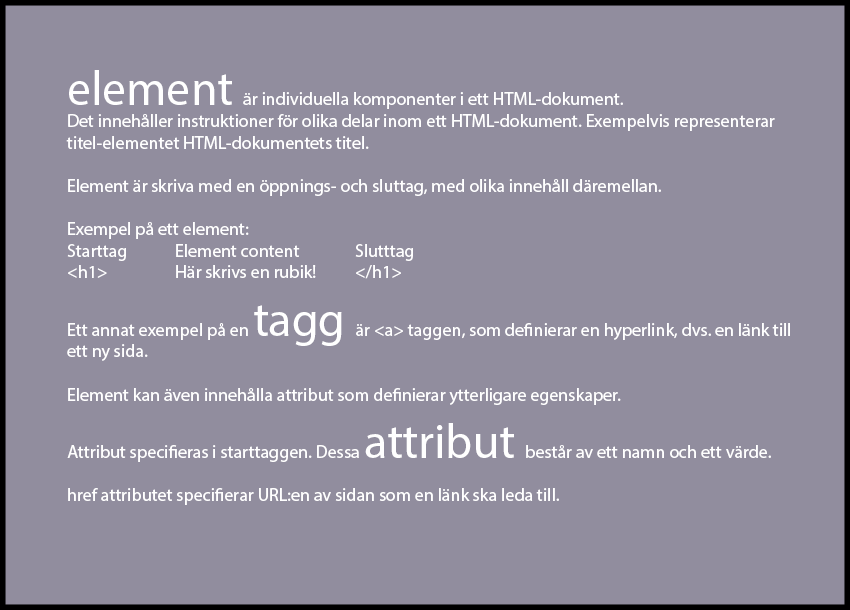 element är individuella komponenter i ett HTML-dokument.
Det innehåller instruktioner för olika delar inom ett HTML-dokument. Exempelvis representerar
titel-elementet HTML-dokumentets titel.
Element är skriva med en öppnings- och sluttag, med olika innehåll däremellan.
Exempel på ett element:
Starttag Element content Slutttag
<h1> Här skrivs en rubik! </h1>
Ett annat exempel på en tagg är <a> taggen, som definierar en hyperlink, dvs. en länk till
ett ny sida.
Element kan även innehålla attribut som definierar ytterligare egenskaper.
Attribut specifieras i starttaggen. Dessa attribut består av ett namn och ett värde.
href attributet specifierar URL:en av sidan som en länk ska leda till.